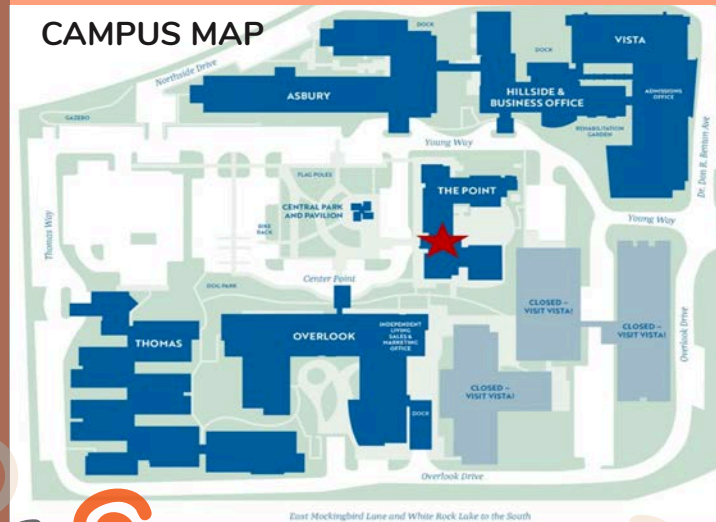 CAMPUS MAP
Northside Drive
DOCK
DOCK
VISTA
ASBURY
HILLSIDE &
BUSINESS OFFICE
ADMISSIONS
OFFICE
GAZEBO
REHABILITATION
GARDEN
Dr. Dan R. Benson Ave
Young Way
FLAG POLES
THE POINT
CENTRAL PARK
AND PAVILION
BIKE
RACK
Young Way
Thomas Way
Center Point
DOG PARK
CLOSED –
VISIT VISTA!
CLOSED –
VISIT VISTA!
THOMAS
OVERLOOK
INDEPENDENT
LIVING
SALES &
MARKETING
OFFICE
Overlook Drive
CLOSED –
VISIT VISTA!
DOCK
Overlook Drive
East Mockingbird Lane and White Rock Lake to the South